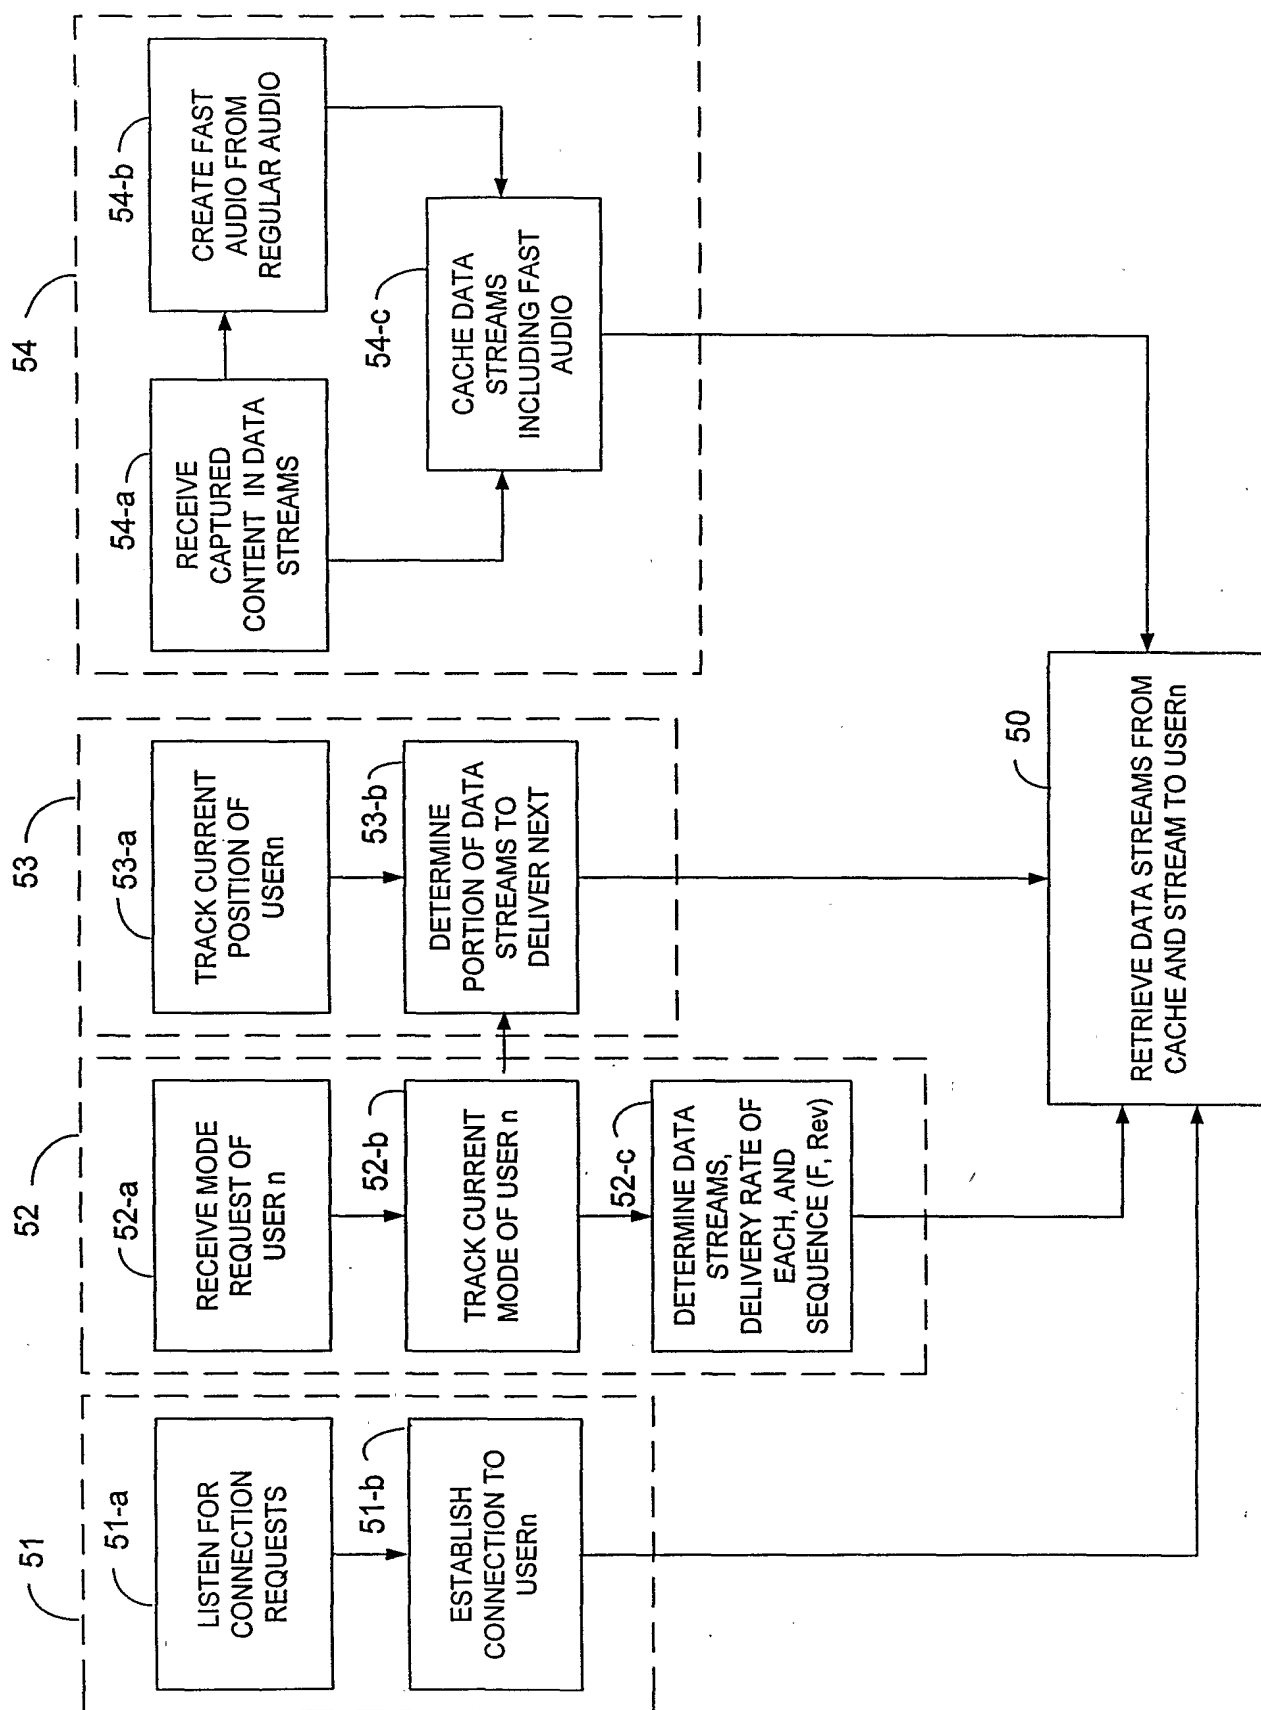 51
51-a
LISTEN FOR
CONNECTION
REQUESTS
51-b
ESTABLISH
CONNECTION TO
USERn
52
52-a
RECEIVE MODE
REQUEST OF
USER n
52-b
TRACK CURRENT
MODE OF USER n
52-c
DETERMINE DATA
STREAMS,
DELIVERY RATE OF
EACH, AND
SEQUENCE (F, Rev)
53
53-a
TRACK CURRENT
POSITION OF
USERn
53-b
DETERMINE
PORTION OF DATA
STREAMS TO
DELIVER NEXT
54
54-a
RECEIVE
CAPTURED
CONTENT IN DATA
STREAMS
54-b
CREATE FAST
AUDIO FROM
REGULAR AUDIO
54-c
CACHE DATA
STREAMS
INCLUDING FAST
AUDIO
50
RETRIEVE DATA STREAMS FROM
CACHE AND STREAM TO USERn